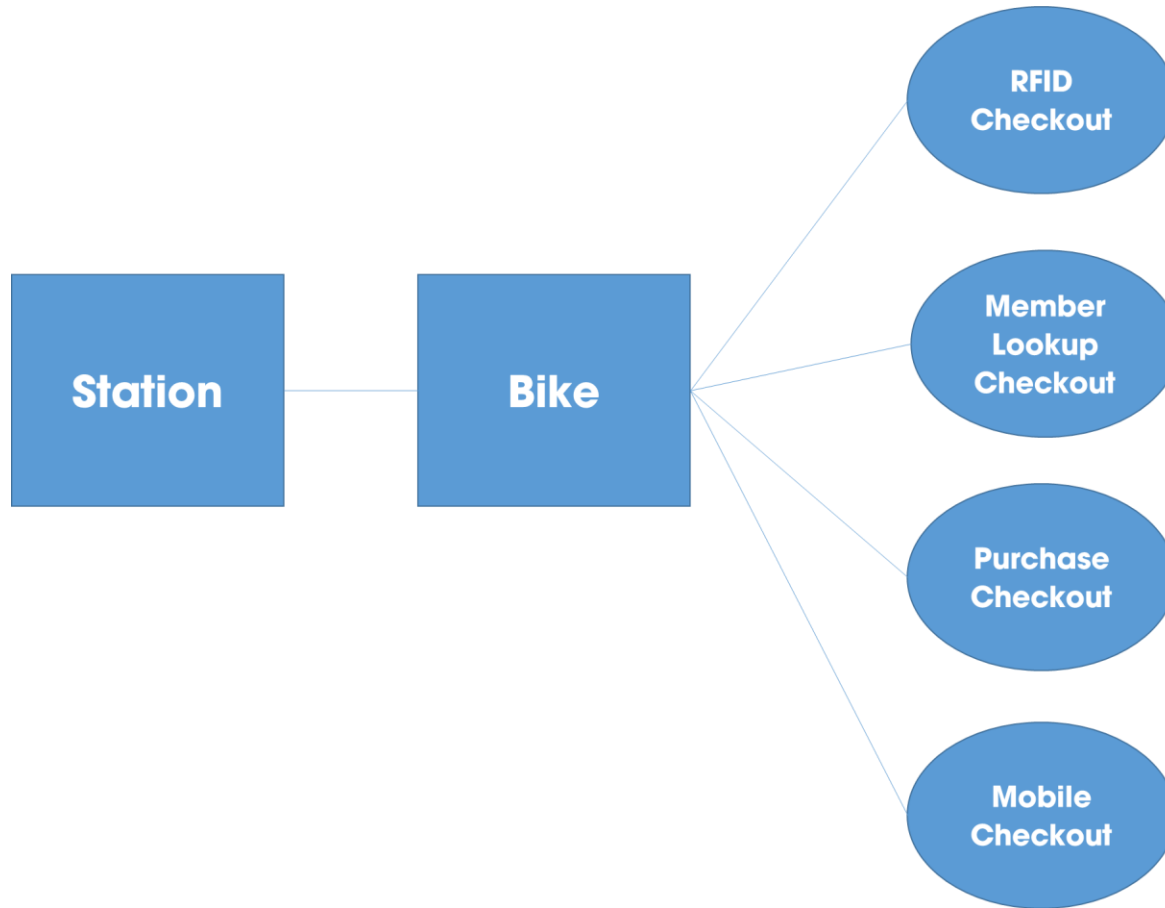 RFID
Checkout
Member
Lookup
Checkout
Station
Bike
Purchase
Checkout
Mobile
Checkout